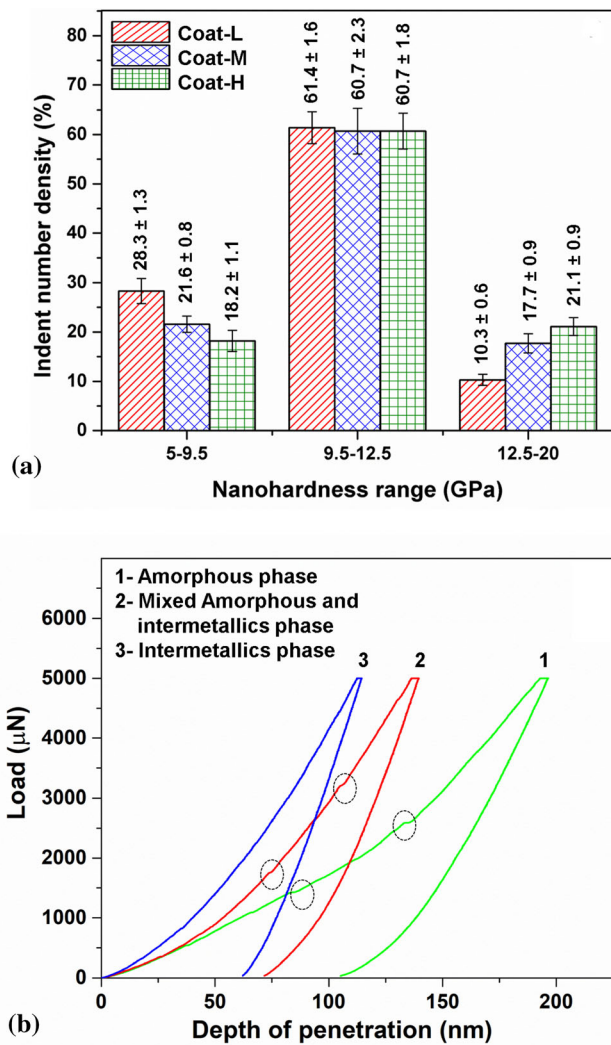 Coat-L
Coat-M
Coat-H
28.3 ± 1.3
21.6 ± 0.8
18.2 ± 1.1
61.4 ± 1.6
60.7 ± 2.3
60.7 ± 1.8
10.3 ± 0.6
17.7 ± 0.9
21.1 ± 0.9
80
70
60
50
40
30
20
10
0
Indent number density (%)
5-9.5 9.5-12.5 12.5-20
Nanohardness range (GPa)
(a)
1- Amorphous phase
2- Mixed Amorphous and
intermetallics phase
3- Intermetallics phase
3 2 1
6000
5000
4000
3000
2000
1000
0
Load (μN)
0 50 100 150 200
Depth of penetration (nm)
(b)